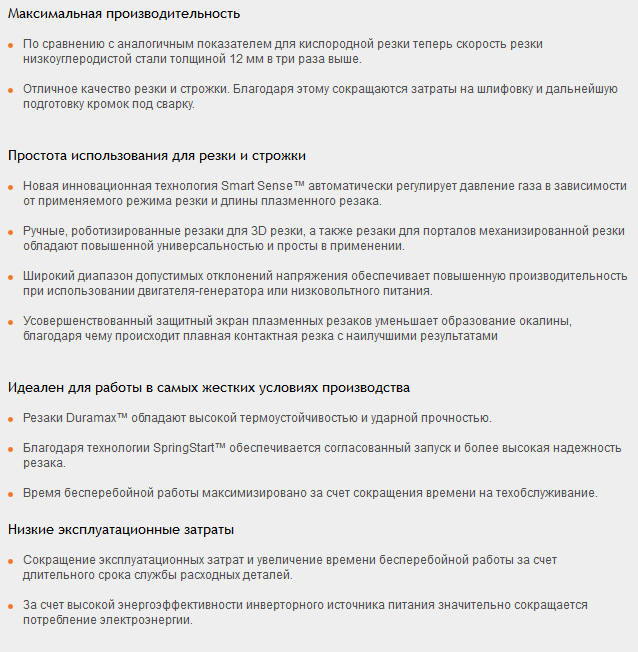 Максимальная производительность
По сравнению с аналогичным показателем для кислородной резки теперь скорость резки
низкоуглеродистой стали толщиной 12 мм в три раза выше.
Отличное качество резки и строжки. Благодаря этому сокращаются затраты на шлифовку и дальнейшую
подготовку кромок под сварку.
Простота использования для резки и строжки
Новая инновационная технология Smart Sense™ автоматически регулирует давление газа в зависимости
от применяемого режима резки и длины плазменного резака.
Ручные, роботизированные резаки для 3D резки, а также резаки для порталов механизированной резки
обладают повышенной универсальностью и просты в применении.
Широкий диапазон допустимых отклонений напряжения обеспечивает повышенную производительность
при использовании двигателя-генератора или низковольтного питания.
Усовершенствованный защитный экран плазменных резаков уменьшает образование окалины,
благодаря чему происходит плавная контактная резка с наилучшими результатами
Идеален для работы в самых жестких условиях производства
Резаки Duramax™ обладают высокой термоустойчивостью и ударной прочностью.
Благодаря технологии SpringStart™ обеспечивается согласованный запуск и более высокая надежность
резака.
Время бесперебойной работы максимизировано за счет сокращения времени на техобслуживание.
Низкие эксплуатационные затраты
Сокращение эксплуатационных затрат и увеличение времени бесперебойной работы за счет
длительного срока службы расходных деталей.
За счет высокой энергоэффективности инверторного источника питания значительно сокращается
потребление электроэнергии.